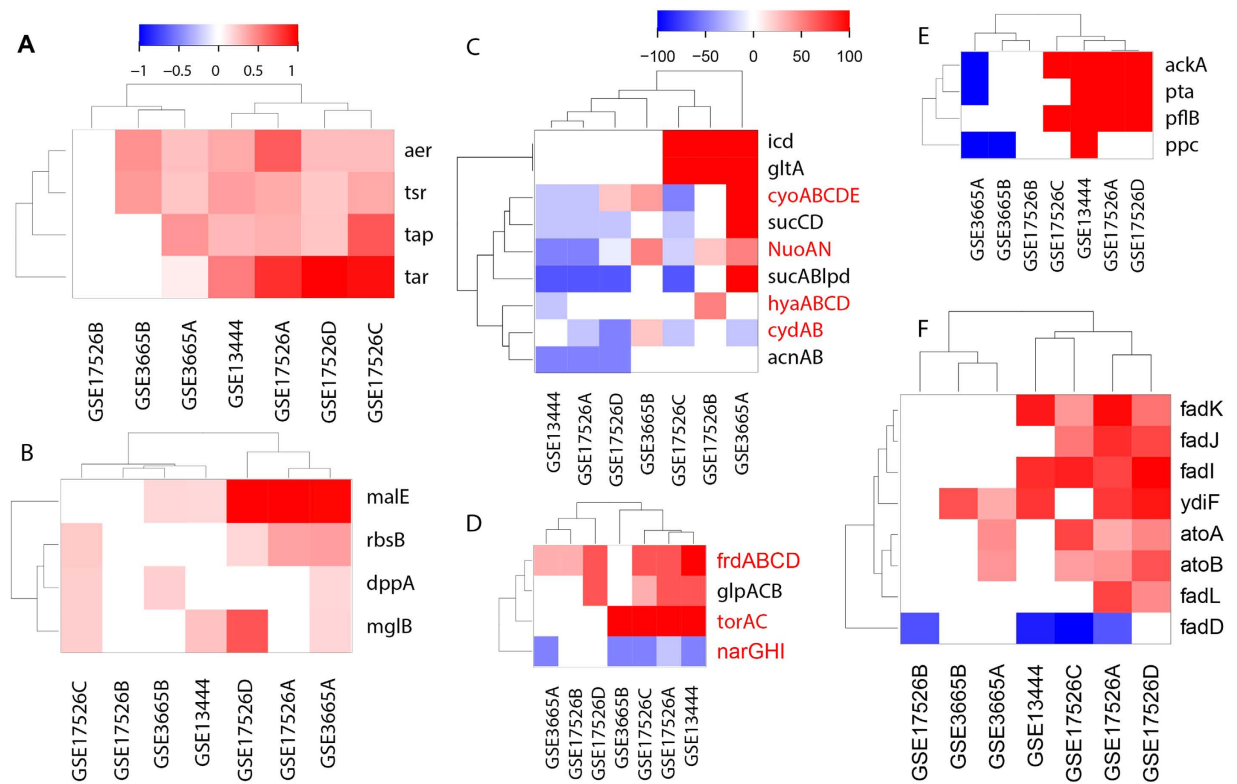 A
−1 −0.5 0 0.5 1
aer
tsr
tap
tar
GSE17526B
GSE3665B
GSE3665A
GSE13444
GSE17526A
GSE17526D
GSE17526C
B
malE
rbsB
dppA
mglB
GSE17526C
GSE17526B
GSE3665B
GSE13444
GSE17526D
GSE17526A
GSE3665A
C
−100 −50 0 50 100
icd
gltA
cyoABCDE
sucCD
NuoAN
sucABlpd
hyaABCD
cydAB
acnAB
GSE13444
GSE17526A
GSE17526D
GSE3665B
GSE17526C
GSE17526B
GSE3665A
D
frdABCD
glpACB
torAC
narGHI
GSE3665A
GSE17526B
GSE17526D
GSE3665B
GSE17526C
GSE17526A
GSE13444
E
ackA
pta
pflB
ppc
GSE3665A
GSE3665B
GSE17526B
GSE17526C
GSE13444
GSE17526A
GSE17526D
F
fadK
fadJ
fadI
ydiF
atoA
atoB
fadL
fadD
GSE17526B
GSE3665B
GSE3665A
GSE13444
GSE17526C
GSE17526A
GSE17526D